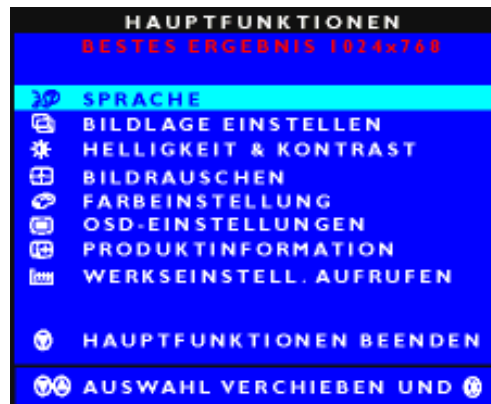 HAUPTFUNKTIONEN
BESTES ERGEBNIS 1024x768
SPRACHE
BILDLAGE EINSTELLEN
HELLIGKEIT & KONTRAST
BILDRAUSCHEN
FARBEINSTELLUNG
OSD-EINSTELLUNGEN
PRODUKTINFORMATION
WERKSEINSTELL. AUFRUFEN
HAUPTFUNKTIONEN BEENDEN
AUSWAHL VERCHIEBEN UND